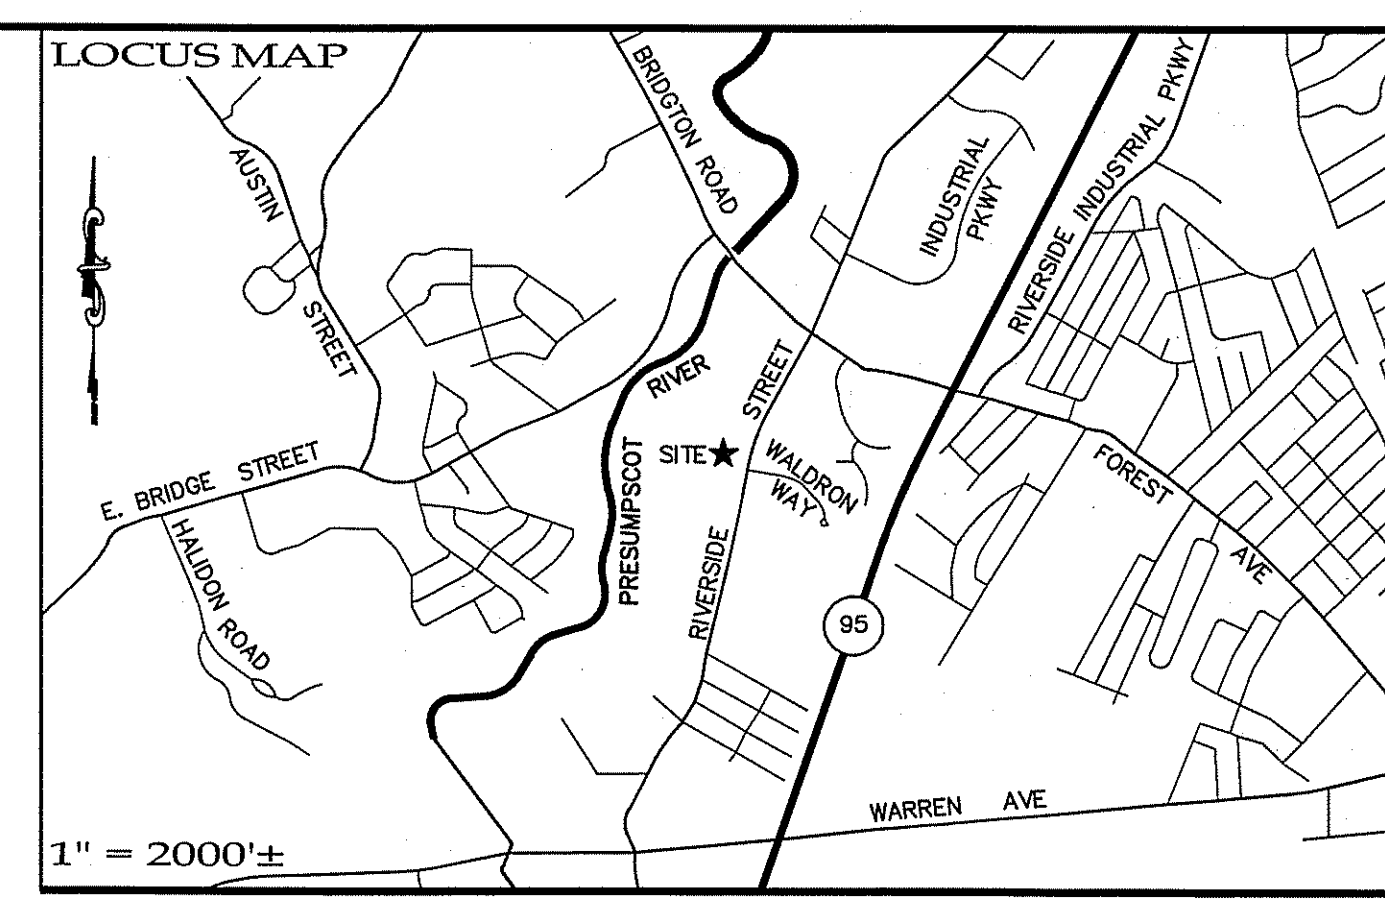 LOCUS MAP
BRIDGTON ROAD
RIVERSIDE INDUSTRIAL PKWY
AUSTIN
STREET
INDUSTRIAL
PKWY
RIVER
STREET
SITE
WALDRON
WAY
E. BRIDGE STREET
PRESUMPSCOT
FOREST
AVE
HALIDON ROAD
RIVERSIDE
95
WARREN AVE
1" = 2000'±